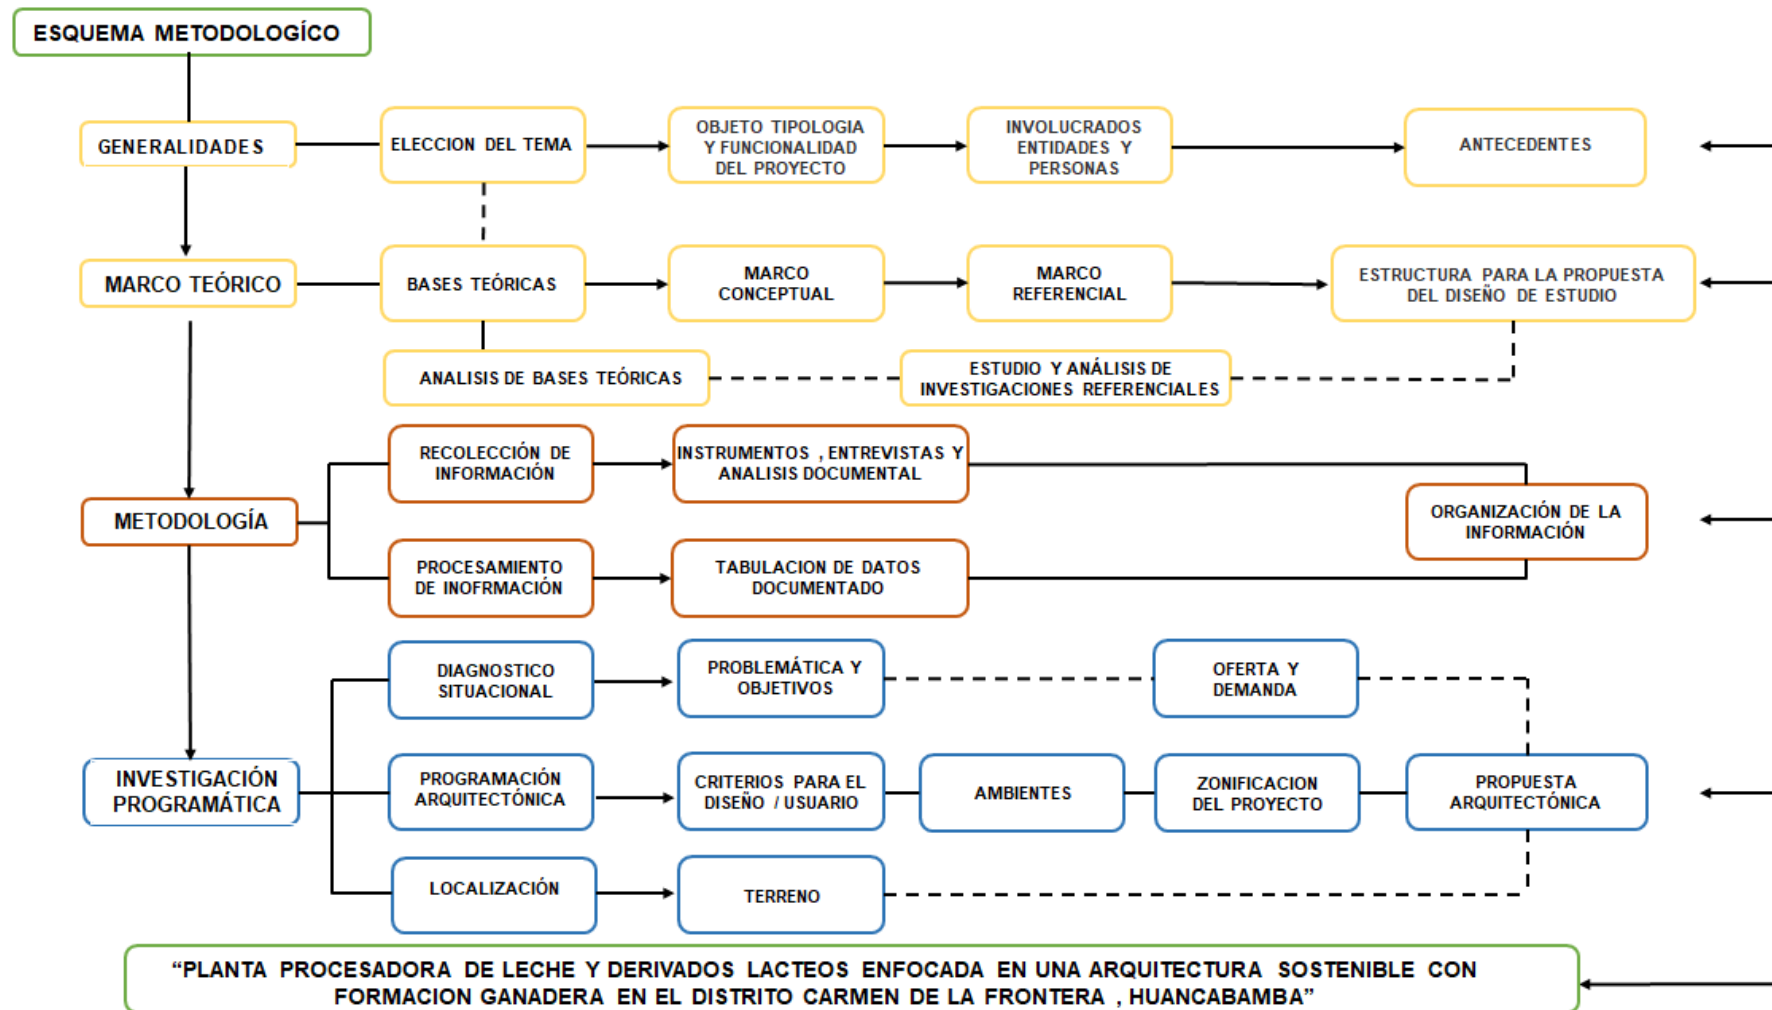 ESQUEMA METODOLOGÍCO
GENERALIDADES
ELECCION DEL TEMA
OBJETO TIPOLOGIA
Y FUNCIONALIDAD
DEL PROYECTO
INVOLUCRADOS
ENTIDADES Y
PERSONAS
ANTECEDENTES
MARCO TEÓRICO
BASES TEÓRICAS
MARCO
CONCEPTUAL
MARCO
REFERENCIAL
ESTRUCTURA PARA LA PROPUESTA
DEL DISEÑO DE ESTUDIO
ANALISIS DE BASES TEÓRICAS
ESTUDIO Y ANÁLISIS DE
INVESTIGACIONES REFERENCIALES
METODOLOGÍA
RECOLECCIÓN DE
INFORMACIÓN
INSTRUMENTOS , ENTREVISTAS Y
ANALISIS DOCUMENTAL
ORGANIZACIÓN DE LA
INFORMACIÓN
PROCESAMIENTO
DE INOFRMACIÓN
TABULACION DE DATOS
DOCUMENTADO
INVESTIGACIÓN
PROGRAMÁTICA
DIAGNOSTICO
SITUACIONAL
PROBLEMÁTICA Y
OBJETIVOS
OFERTA Y
DEMANDA
PROGRAMACIÓN
ARQUITECTÓNICA
CRITERIOS PARA EL
DISEÑO / USUARIO
AMBIENTES
ZONIFICACION
DEL PROYECTO
PROPUESTA
ARQUITECTÓNICA
LOCALIZACIÓN
TERRENO
“PLANTA PROCESADORA DE LECHE Y DERIVADOS LACTEOS ENFOCADA EN UNA ARQUITECTURA SOSTENIBLE CON
FORMACION GANADERA EN EL DISTRITO CARMEN DE LA FRONTERA , HUANCABAMBA”